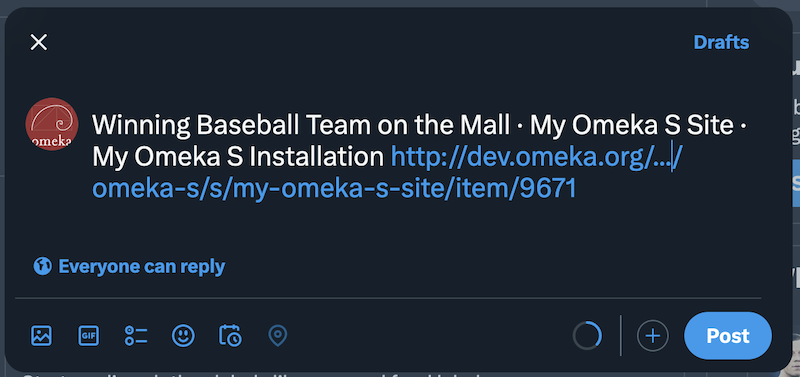 Drafts
omeka
Winning Baseball Team on the Mall · My Omeka S Site ·
My Omeka S Installation http://dev.omeka.org/.../
omeka-s/s/my-omeka-s-site/item/9671
Everyone can reply
GIF
Post